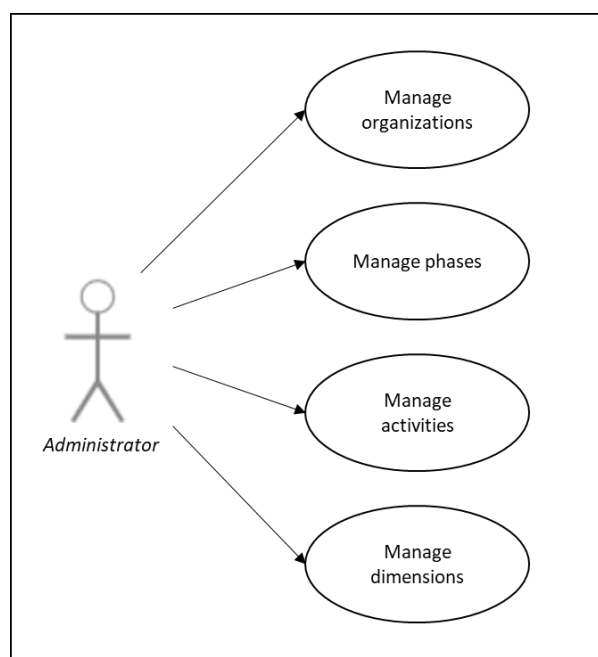 Manage
organizations
Manage phases
Manage
activities
Administrator
Manage
dimensions